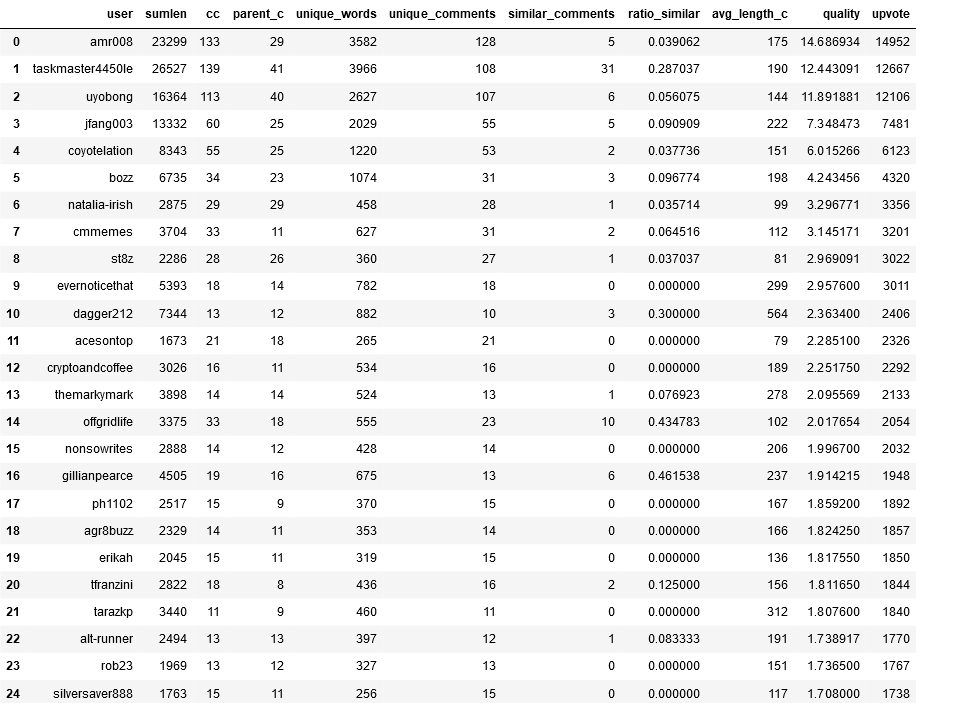 user sumlen cc parent_c unique_words unique_comments similar_comments ratio_similar avg_length_c quality upvote
0 amr008 23299 133 29 3582 128 5 0.039062 175 14.686934 14952
1 taskmaster4450le 26527 139 41 3966 108 31 0.287037 190 12.443091 12667
2 uyobong 16364 113 40 2627 107 6 0.056075 144 11.891881 12106
3 jfang003 13332 60 25 2029 55 5 0.090909 222 7.348473 7481
4 coyotelation 8343 55 25 1220 53 2 0.037736 151 6.015266 6123
5 bozz 6735 34 23 1074 31 3 0.096774 198 4.243456 4320
6 natalia-irish 2875 29 29 458 28 1 0.035714 99 3.296771 3356
7 cmmemes 3704 33 11 627 31 2 0.064516 112 3.145171 3201
8 st8z 2286 28 26 360 27 1 0.037037 81 2.969091 3022
9 evernoticethat 5393 18 14 782 18 0 0.000000 299 2.957600 3011
10 dagger212 7344 13 12 882 10 3 0.300000 564 2.363400 2406
11 acesontop 1673 21 18 265 21 0 0.000000 79 2.285100 2326
12 cryptoandcoffee 3026 16 11 534 16 0 0.000000 189 2.251750 2292
13 themarkymark 3898 14 14 524 13 1 0.076923 278 2.095569 2133
14 offgridlife 3375 33 18 555 23 10 0.434783 102 2.017654 2054
15 nonsowrites 2888 14 12 428 14 0 0.000000 206 1.996700 2032
16 gillianpearce 4505 19 16 675 13 6 0.461538 237 1.914215 1948
17 ph1102 2517 15 9 370 15 0 0.000000 167 1.859200 1892
18 agr8buzz 2329 14 11 353 14 0 0.000000 166 1.824250 1857
19 erikah 2045 15 11 319 15 0 0.000000 136 1.817550 1850
20 tfranzini 2822 18 8 436 16 2 0.125000 156 1.811650 1844
21 tarazkp 3440 11 9 460 11 0 0.000000 312 1.807600 1840
22 alt-runner 2494 13 13 397 12 1 0.083333 191 1.738917 1770
23 rob23 1969 13 12 327 13 0 0.000000 151 1.736500 1767
24 silversaver888 1763 15 11 256 15 0 0.000000 117 1.708000 1738